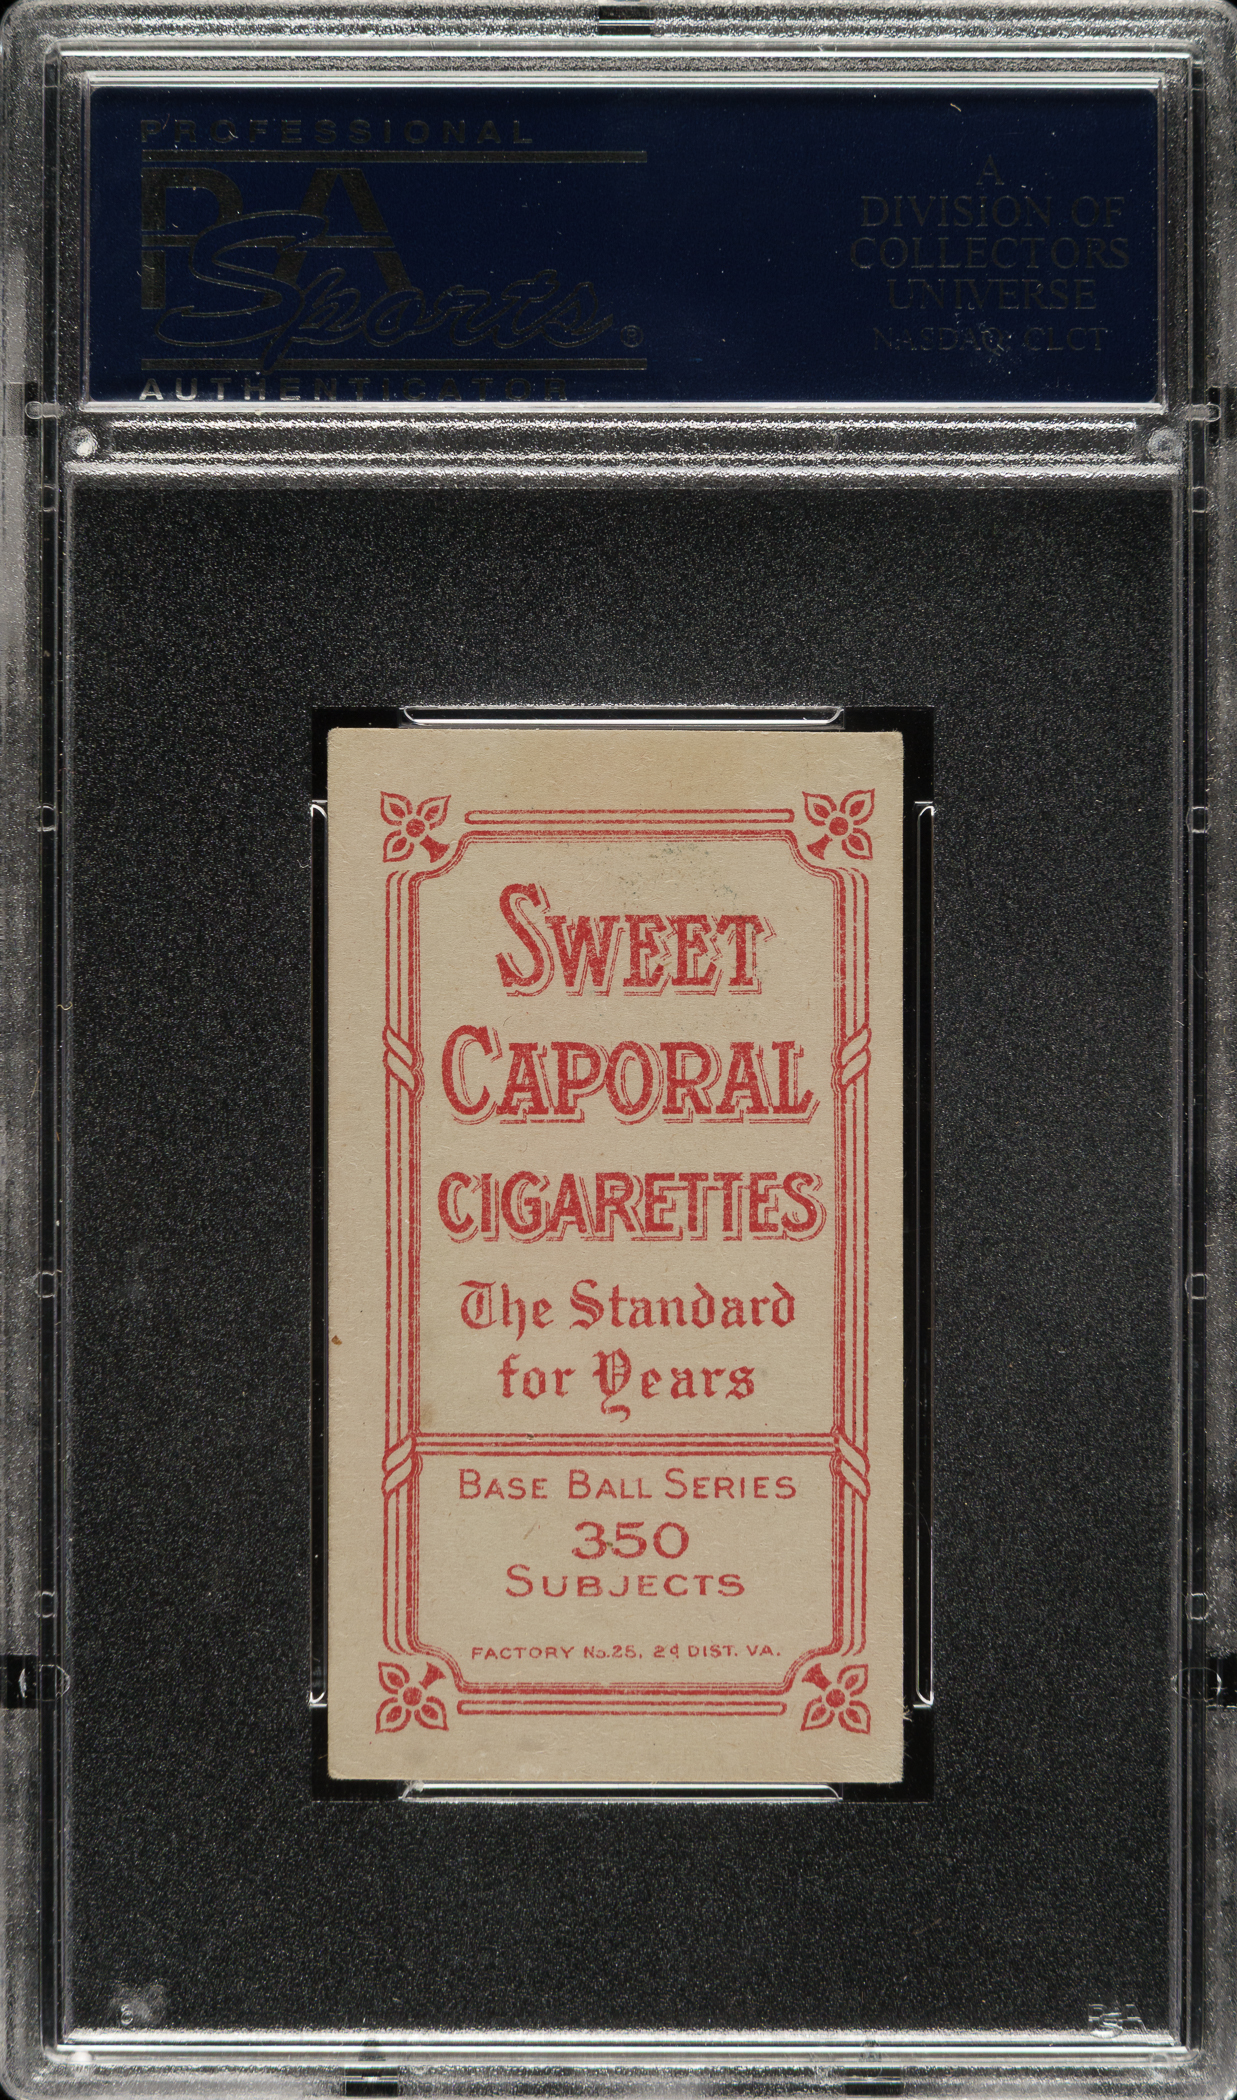 PROFESSIONAL
PSA
Sports®
AUTHENTICATOR
A
DIVISION OF
COLLECTORS
UNIVERSE
NASDAQ: CLCT
SWEET
CAPORAL
CIGARETTES
The Standard
for Years
BASE BALL SERIES
350
SUBJECTS
FACTORY No. 25, 2d DIST. VA.
PSA